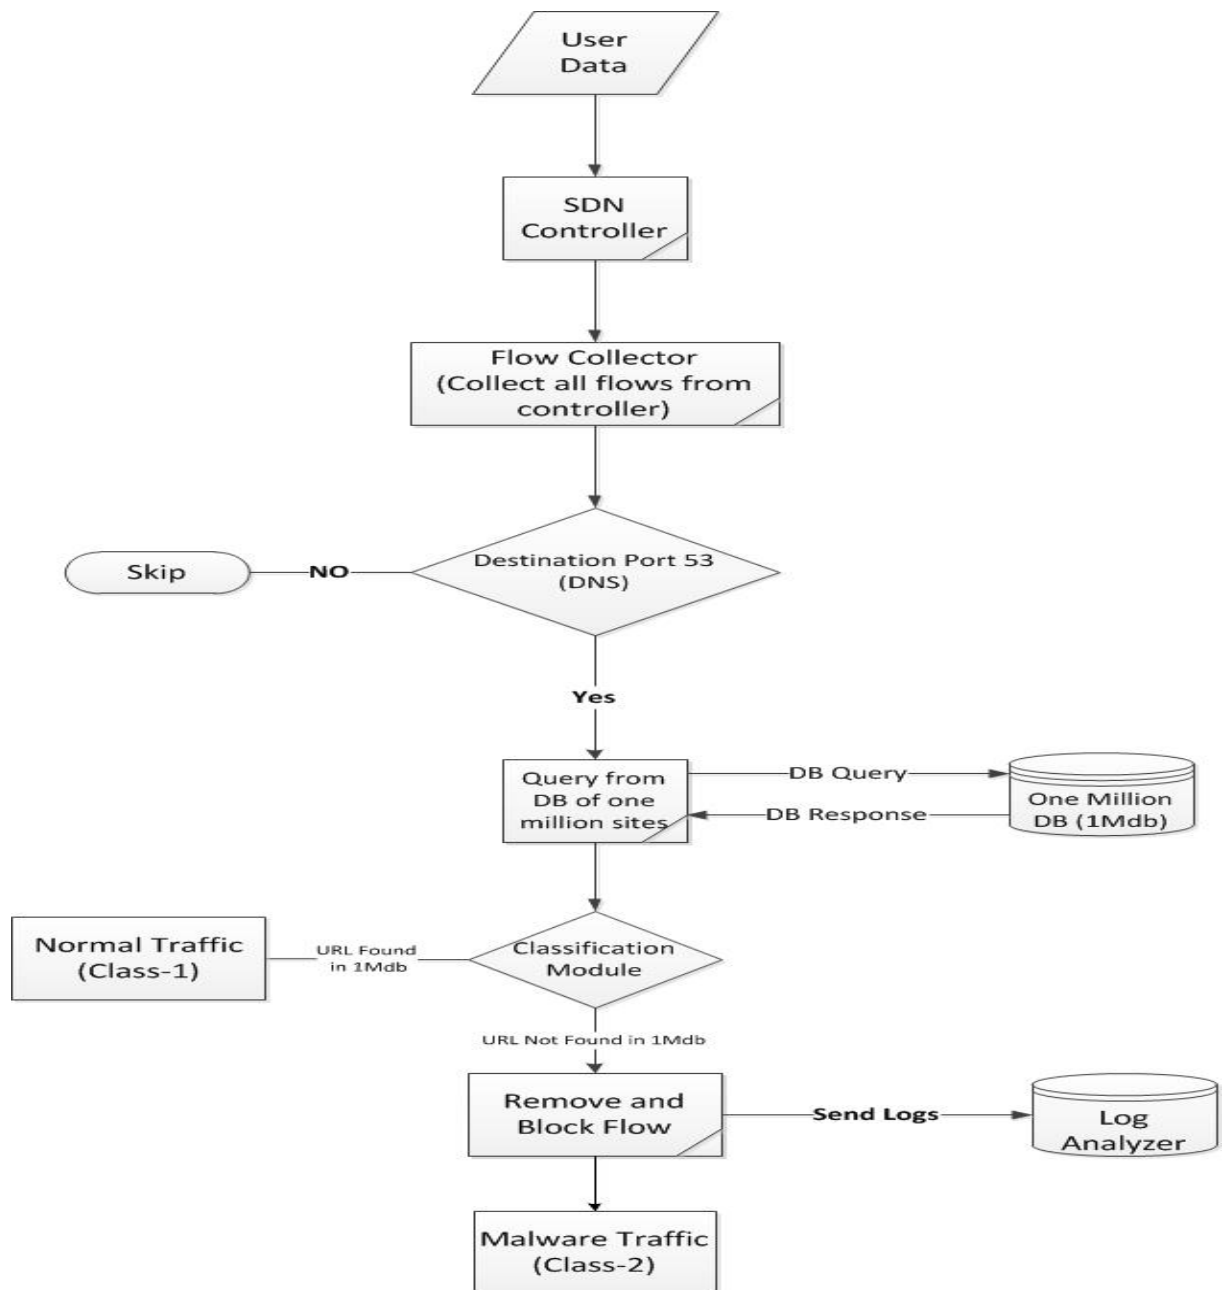 User
Data
SDN
Controller
Flow Collector
(Collect all flows from
controller)
Destination Port 53
(DNS)
NO
Skip
Yes
Query from
DB of one
million sites
DB Query
DB Response
One Million
DB (1Mdb)
Classification
Module
URL Found
in 1Mdb
Normal Traffic
(Class-1)
URL Not Found in 1Mdb
Remove and
Block Flow
Send Logs
Log
Analyzer
Malware Traffic
(Class-2)